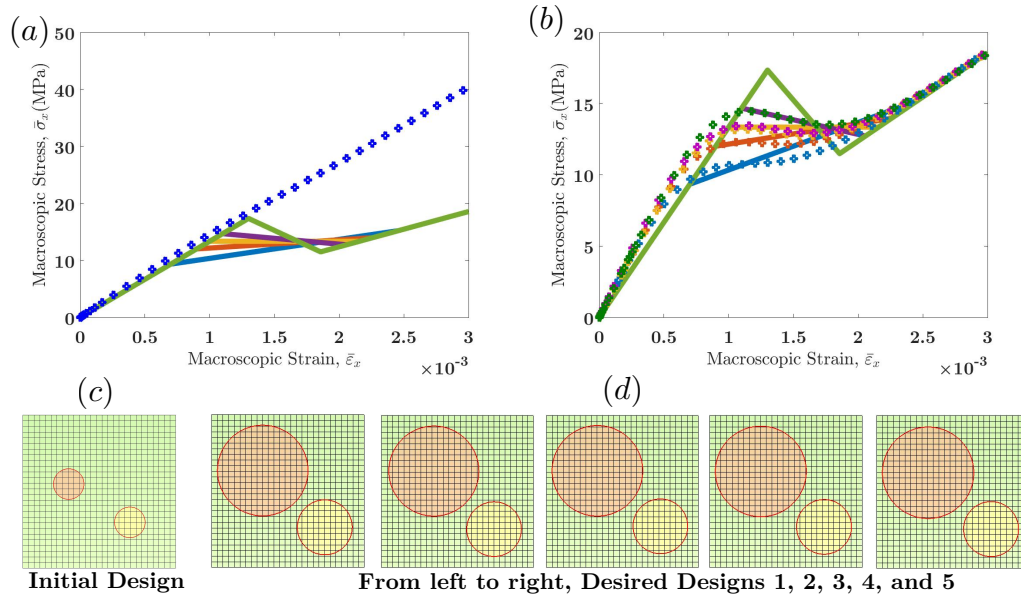 (a)
50
40
30
20
10
0
Macroscopic Stress, σ̄ₓ(MPa)
0 0.5 1 1.5 2 2.5 3
Macroscopic Strain, ε̄ₓ
×10⁻³
(b)
20
15
10
5
0
Macroscopic Stress, σ̄ₓ(MPa)
0 0.5 1 1.5 2 2.5 3
Macroscopic Strain, ε̄ₓ
×10⁻³
(c)
Initial Design
(d)
From left to right, Desired Designs 1, 2, 3, 4, and 5